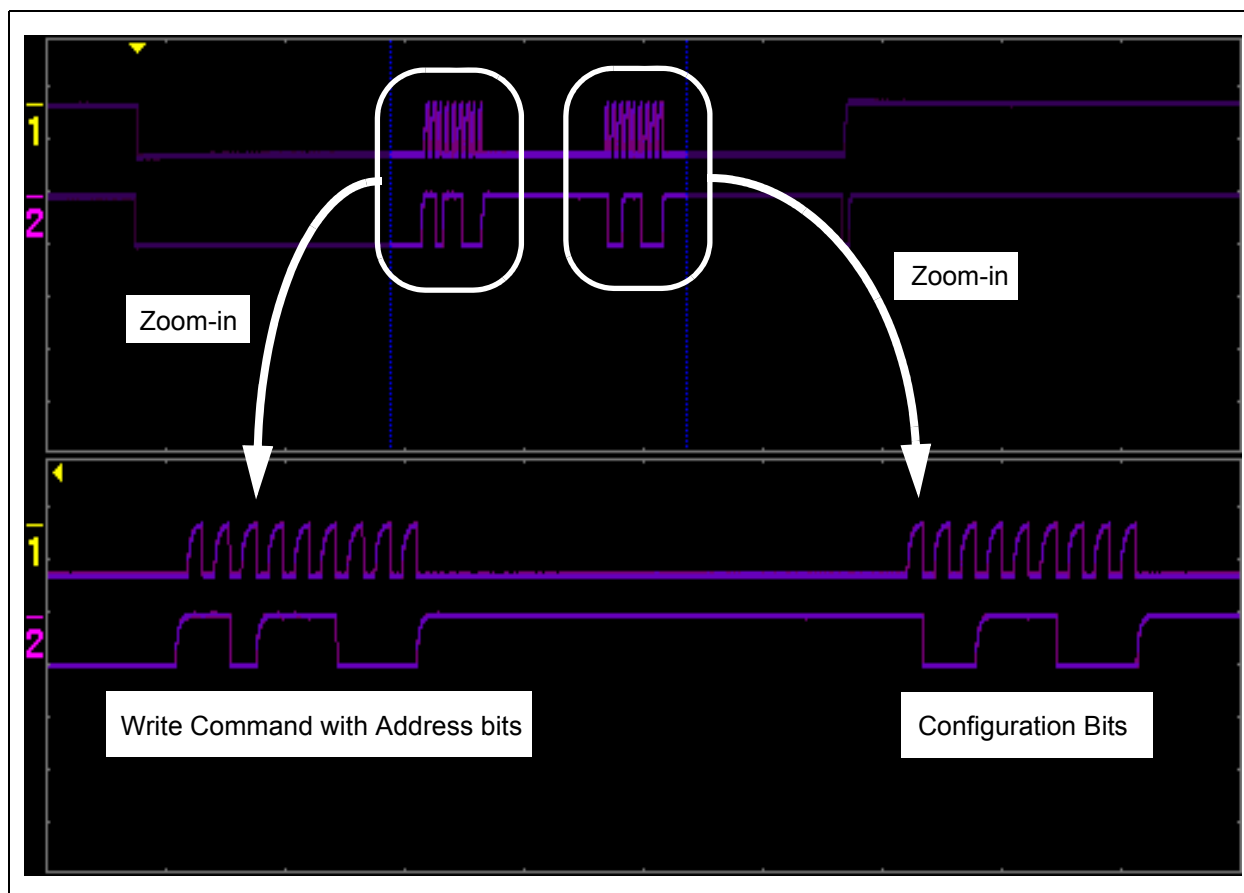 1
2
Zoom-in
Zoom-in
1
2
Write Command with Address bits
Configuration Bits